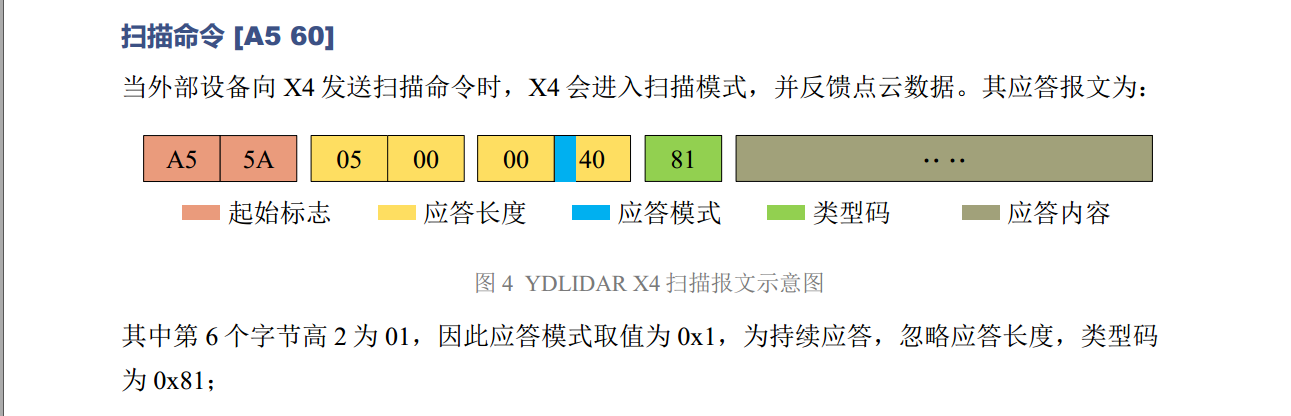 扫描命令 [A5 60]
当外部设备向 X4 发送扫描命令时，X4 会进入扫描模式，并反馈点云数据。其应答报文为：
A5 5A 05 00 00 40 81 ‥‥
起始标志 应答长度 应答模式 类型码 应答内容
图 4 YDLIDAR X4 扫描报文示意图
其中第 6 个字节高 2 为 01，因此应答模式取值为 0x1，为持续应答，忽略应答长度，类型码
为 0x81；